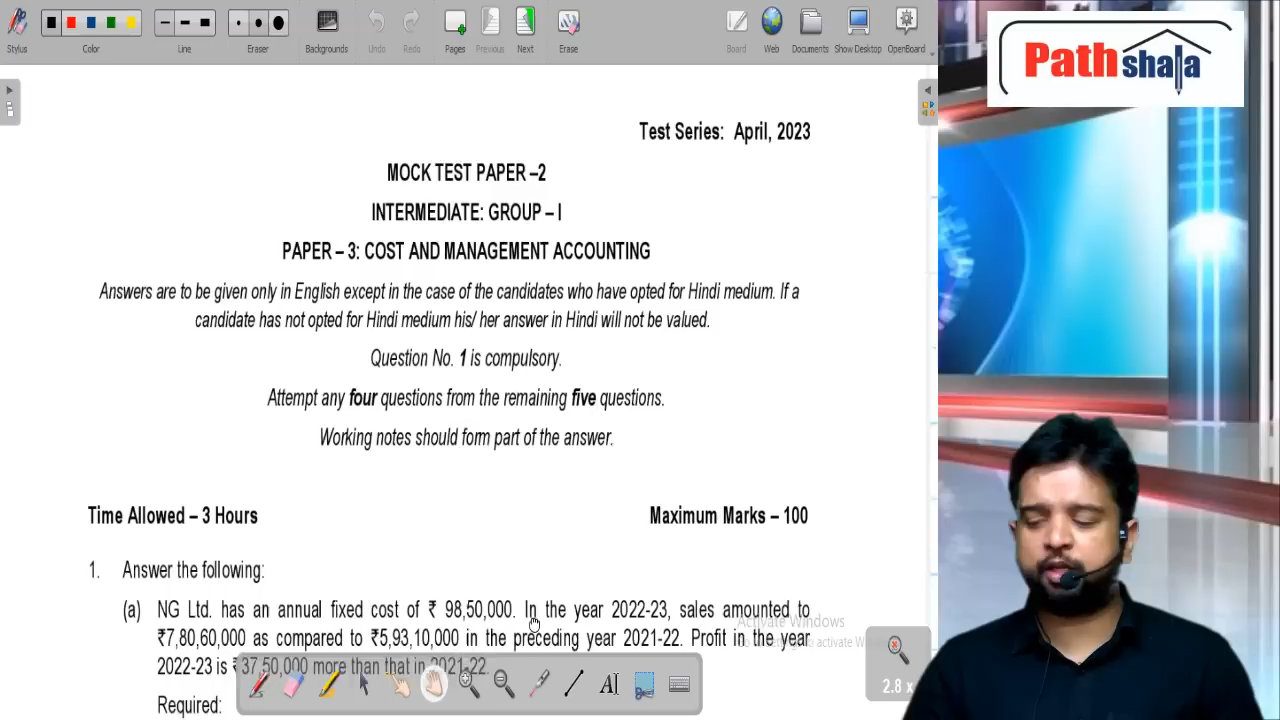 Stylus
Color
Line
Eraser
Backgrounds
Undo
Redo
Pages
Previous
Next
Erase
Board
Web
Documents
Show Desktop
OpenBoard
Path shala
Test Series: April, 2023
MOCK TEST PAPER –2
INTERMEDIATE: GROUP – I
PAPER – 3: COST AND MANAGEMENT ACCOUNTING
Answers are to be given only in English except in the case of the candidates who have opted for Hindi medium. If a
candidate has not opted for Hindi medium his/ her answer in Hindi will not be valued.
Question No. 1 is compulsory.
Attempt any four questions from the remaining five questions.
Working notes should form part of the answer.
Time Allowed – 3 Hours
Maximum Marks – 100
1. Answer the following:
(a) NG Ltd. has an annual fixed cost of ₹ 98,50,000. In the year 2022-23, sales amounted to
₹7,80,60,000 as compared to ₹5,93,10,000 in the preceding year 2021-22. Profit in the year
2022-23 is ₹37,50,000 more than that in 2021-22.
Required:
Activate Windows
2.8 x